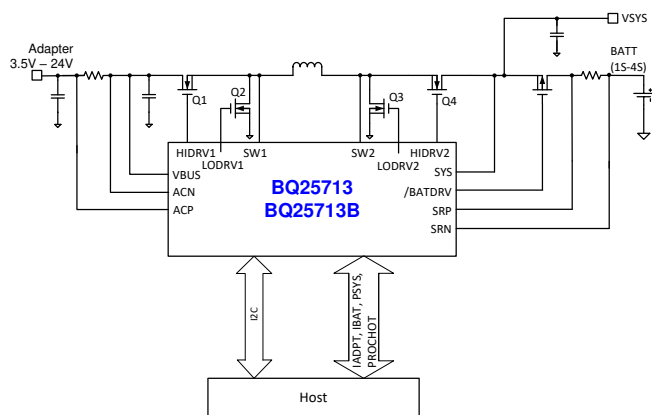 VSYS
Adapter
3.5V – 24V
BATT
(1S-4S)
Q1
Q2
Q3
Q4
HIDRV1
LODRV1
SW1
SW2
LODRV2
HIDRV2
VBUS
ACN
ACP
BQ25713
BQ25713B
SYS
/BATDRV
SRP
SRN
I2C
IADPT, IBAT, PSYS,
PROCHOT
Host